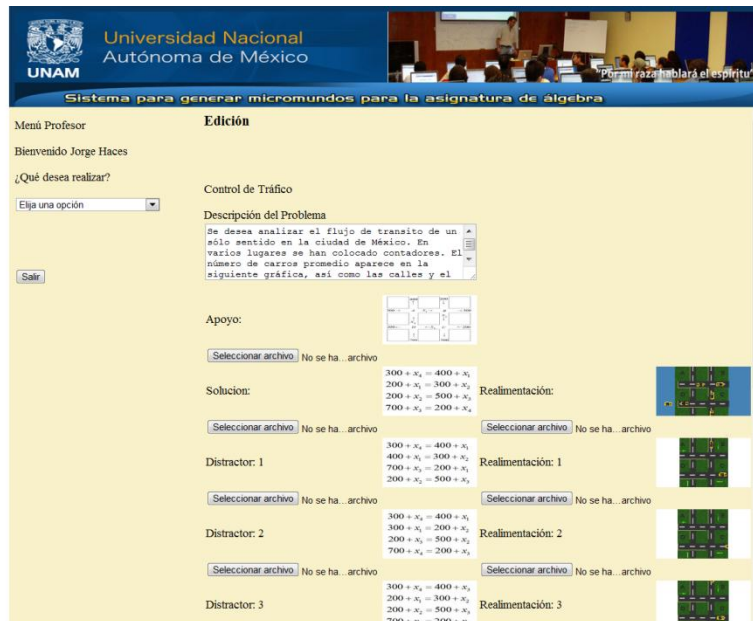 UNAM
Universidad Nacional
Autónoma de México
"Por mi raza hablará el espíritu"
Sistema para generar micromundos para la asignatura de álgebra
Menú Profesor
Bienvenido Jorge Haces
¿Qué desea realizar?
Elija una opción
Salir
Edición
Control de Tráfico
Descripción del Problema
Se desea analizar el flujo de transito de un
sólo sentido en la ciudad de México. En
varios lugares se han colocado contadores. El
número de carros promedio aparece en la
siguiente gráfica, así como las calles y el
Apoyo:
Seleccionar archivo No se ha...archivo
Solucion:
300 + x₄ = 400 + x₁
200 + x₁ = 300 + x₂
200 + x₂ = 500 + x₃
700 + x₃ = 200 + x₄
Realimentación:
Seleccionar archivo No se ha...archivo Seleccionar archivo No se ha...archivo
Distractor: 1
300 + x₄ = 400 + x₁
400 + x₁ = 300 + x₂
700 + x₃ = 200 + x₁
200 + x₂ = 500 + x₃
Realimentación: 1
Seleccionar archivo No se ha...archivo Seleccionar archivo No se ha...archivo
Distractor: 2
300 + x₄ = 400 + x₁
300 + x₁ = 200 + x₂
200 + x₃ = 500 + x₂
700 + x₄ = 200 + x₃
Realimentación: 2
Seleccionar archivo No se ha...archivo Seleccionar archivo No se ha...archivo
Distractor: 3
300 + x₄ = 400 + x₃
200 + x₁ = 300 + x₂
200 + x₂ = 500 + x₃
Realimentación: 3